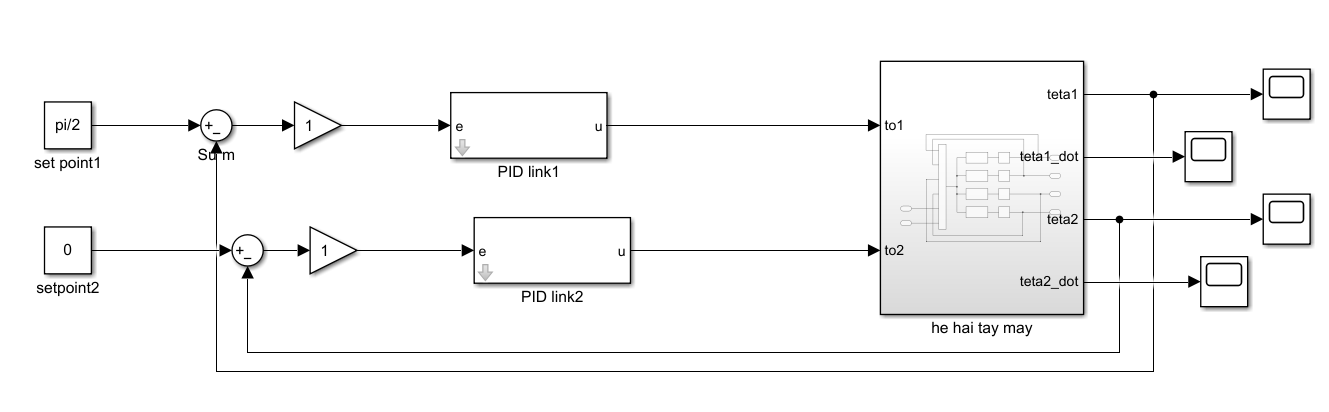 pi/2
set point1
+
_
Sum
1
e
u
PID link1
0
setpoint2
+
_
1
e
u
PID link2
to1
to2
teta1
teta1_dot
teta2
teta2_dot
he hai tay may